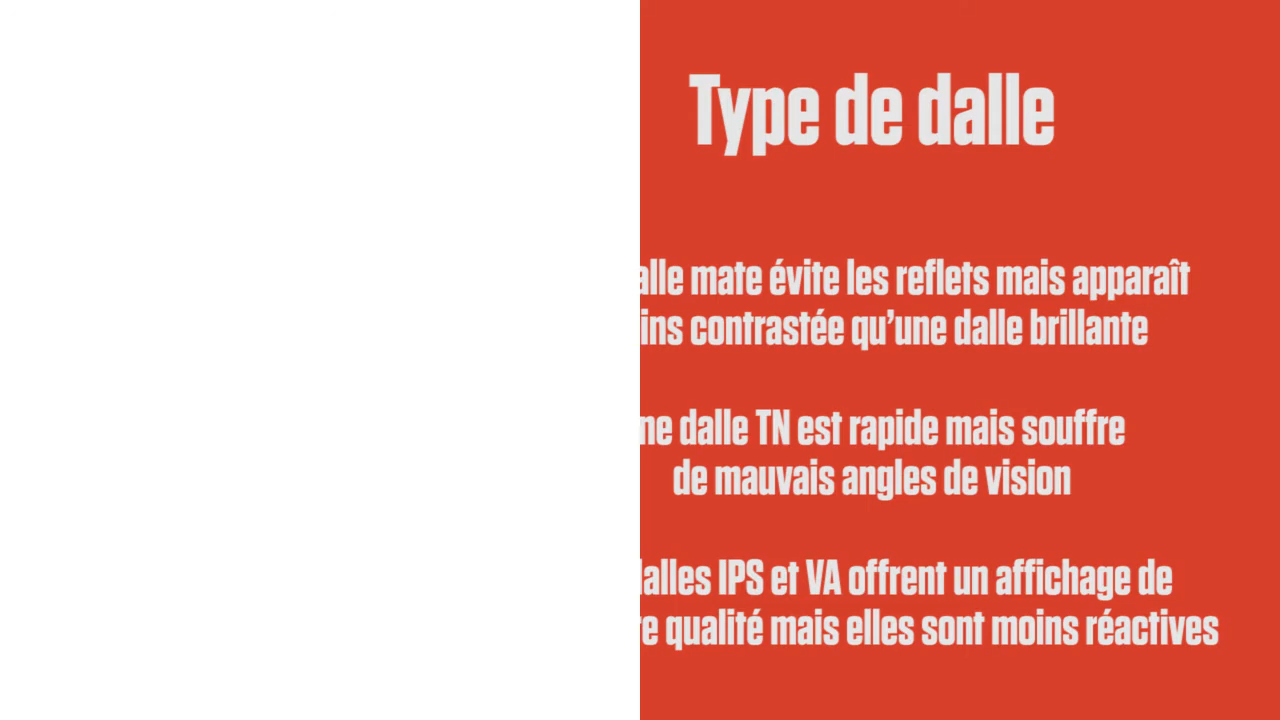 Type de dalle
alle mate évite les reflets mais apparaît
ins contrastée qu’une dalle brillante
ne dalle TN est rapide mais souffre
de mauvais angles de vision
alles IPS et VA offrent un affichage de
e qualité mais elles sont moins réactives